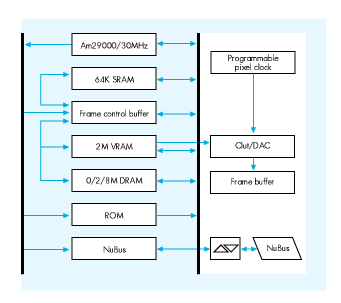 Am29000/30MHz
64K SRAM
Frame control buffer
2M VRAM
0/2/8M DRAM
ROM
NuBus
Programmable
pixel clock
Clut/DAC
Frame buffer
NuBus